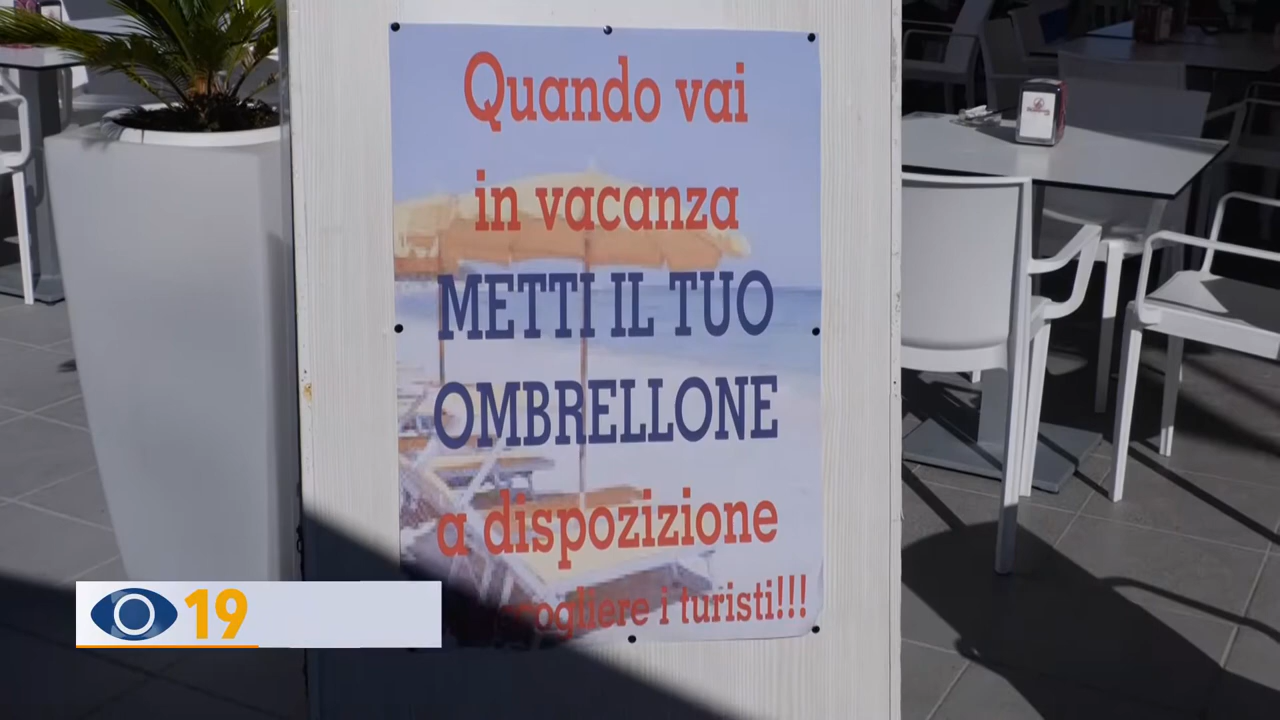 Quando vai
in vacanza
METTI IL TUO
OMBRELLONE
a dispozizione
i turisti!!!
19